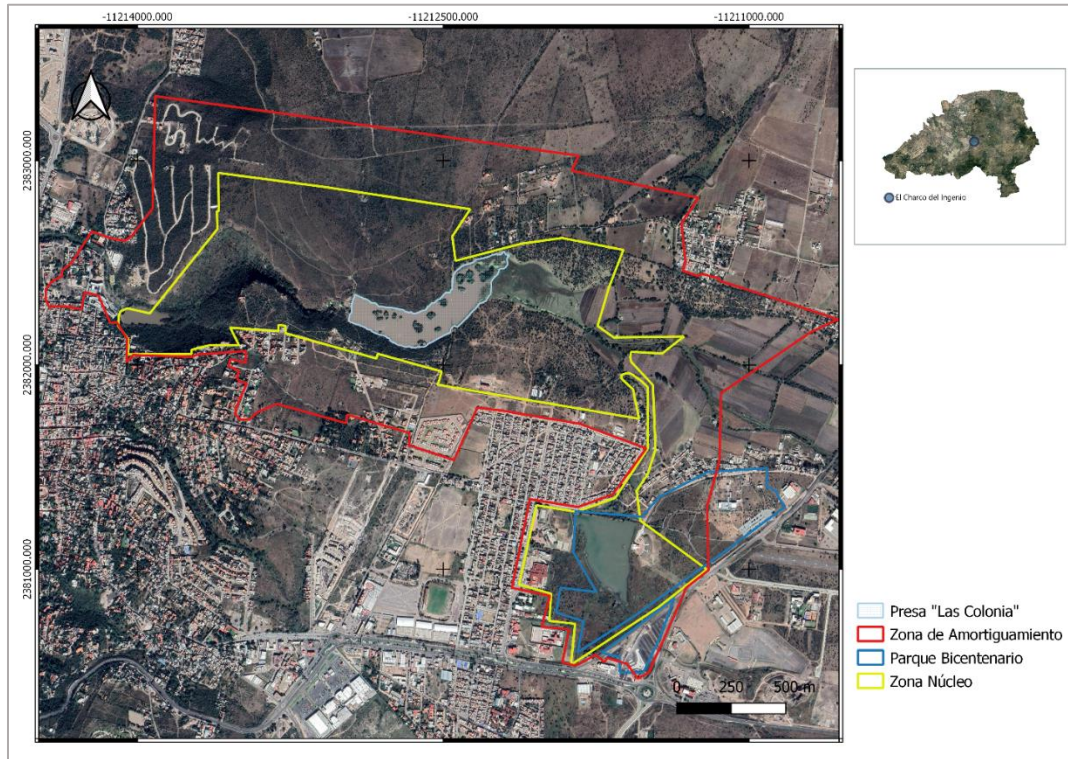 -11214000.000 -11212500.000 -11211000.000
2383000.000
2382000.000
2381000.000
El Charco del Ingenio
Presa "Las Colonia"
Zona de Amortiguamiento
Parque Bicentenario
Zona Núcleo
0 250 500 m